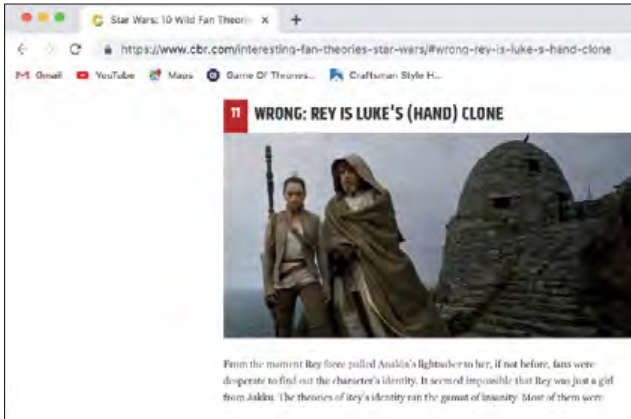 Star Wars: 10 Wild Fan Theorie
https://www.cbr.com/interesting-fan-theories-star-wars/#wrong-rey-is-luke-s-hand-clone
Gmail YouTube Maps Game Of Thrones... Craftsman Style H...
11 WRONG: REY IS LUKE'S (HAND) CLONE
From the moment Rey force pulled Anakin's lightsaber to her, if not before, fans were
desperate to find out the character's identity. It seemed impossible that Rey was just a girl
from Jakku. The theories of Rey's identity ran the gamut of insanity. Most of them were